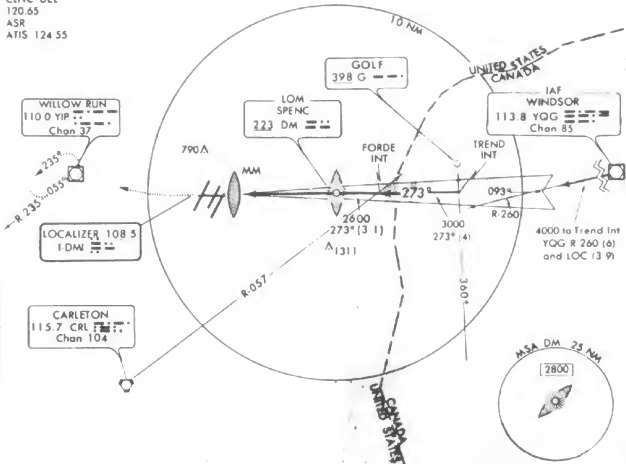 CLNC DEL
120.65
ASR
ATIS 124 55
10 NM
UNITED STATES
CANADA
GOLF
398 G
IAF
WINDSOR
113.8 YQG
Chan 85
WILLOW RUN
110 0 YIP
Chan 37
LOM
SPENC
223 DM
790
MM
FORDE
INT
TREND
INT
235°
R 235 055°
273°
093°
R-260
2600
273° (3 1)
3000
273° (4)
4000 to Trend Int
YQG R 260 (6)
and LOC (3 9)
LOCALIZER 108 5
I-DMI
1311
R-057
360°
CARLETON
115.7 CRL
Chan 104
MSA DM 25 NM
2800
CANADA
UNITED STATES